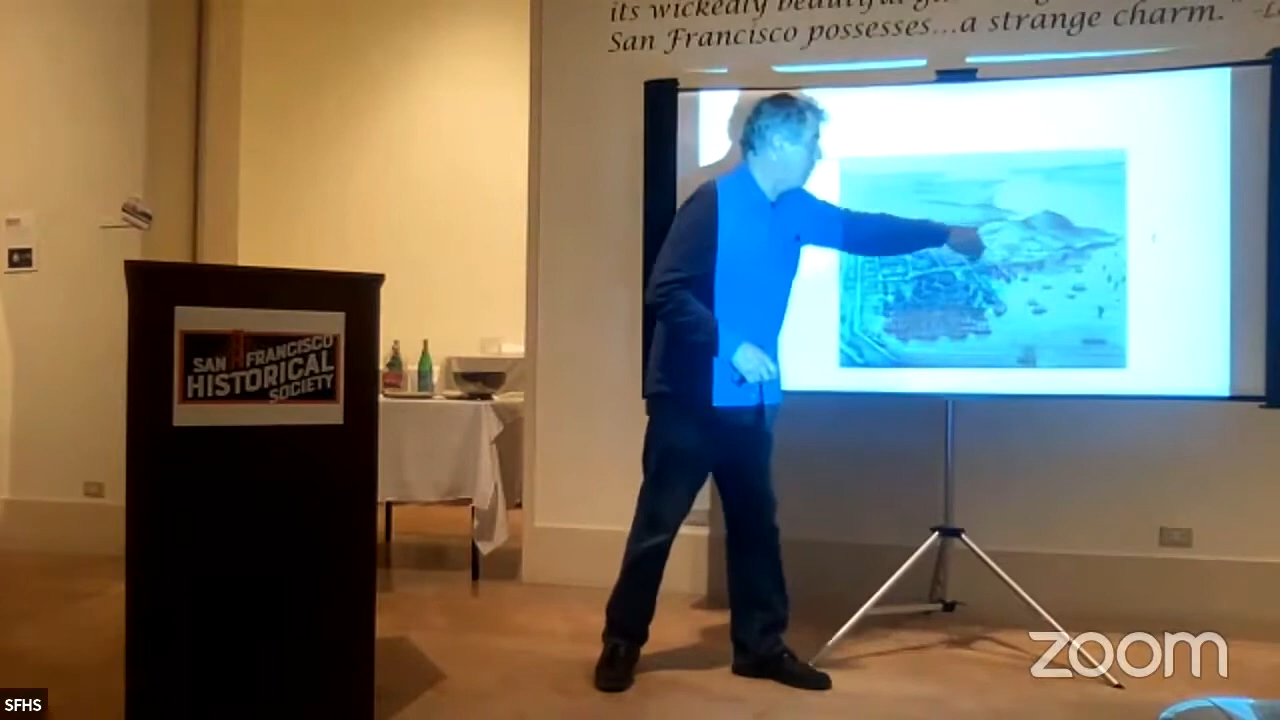 its wickedly beautiful
San Francisco possesses...a strange charm."
SAN FRANCISCO
HISTORICAL
SOCIETY
zoom
SFHS